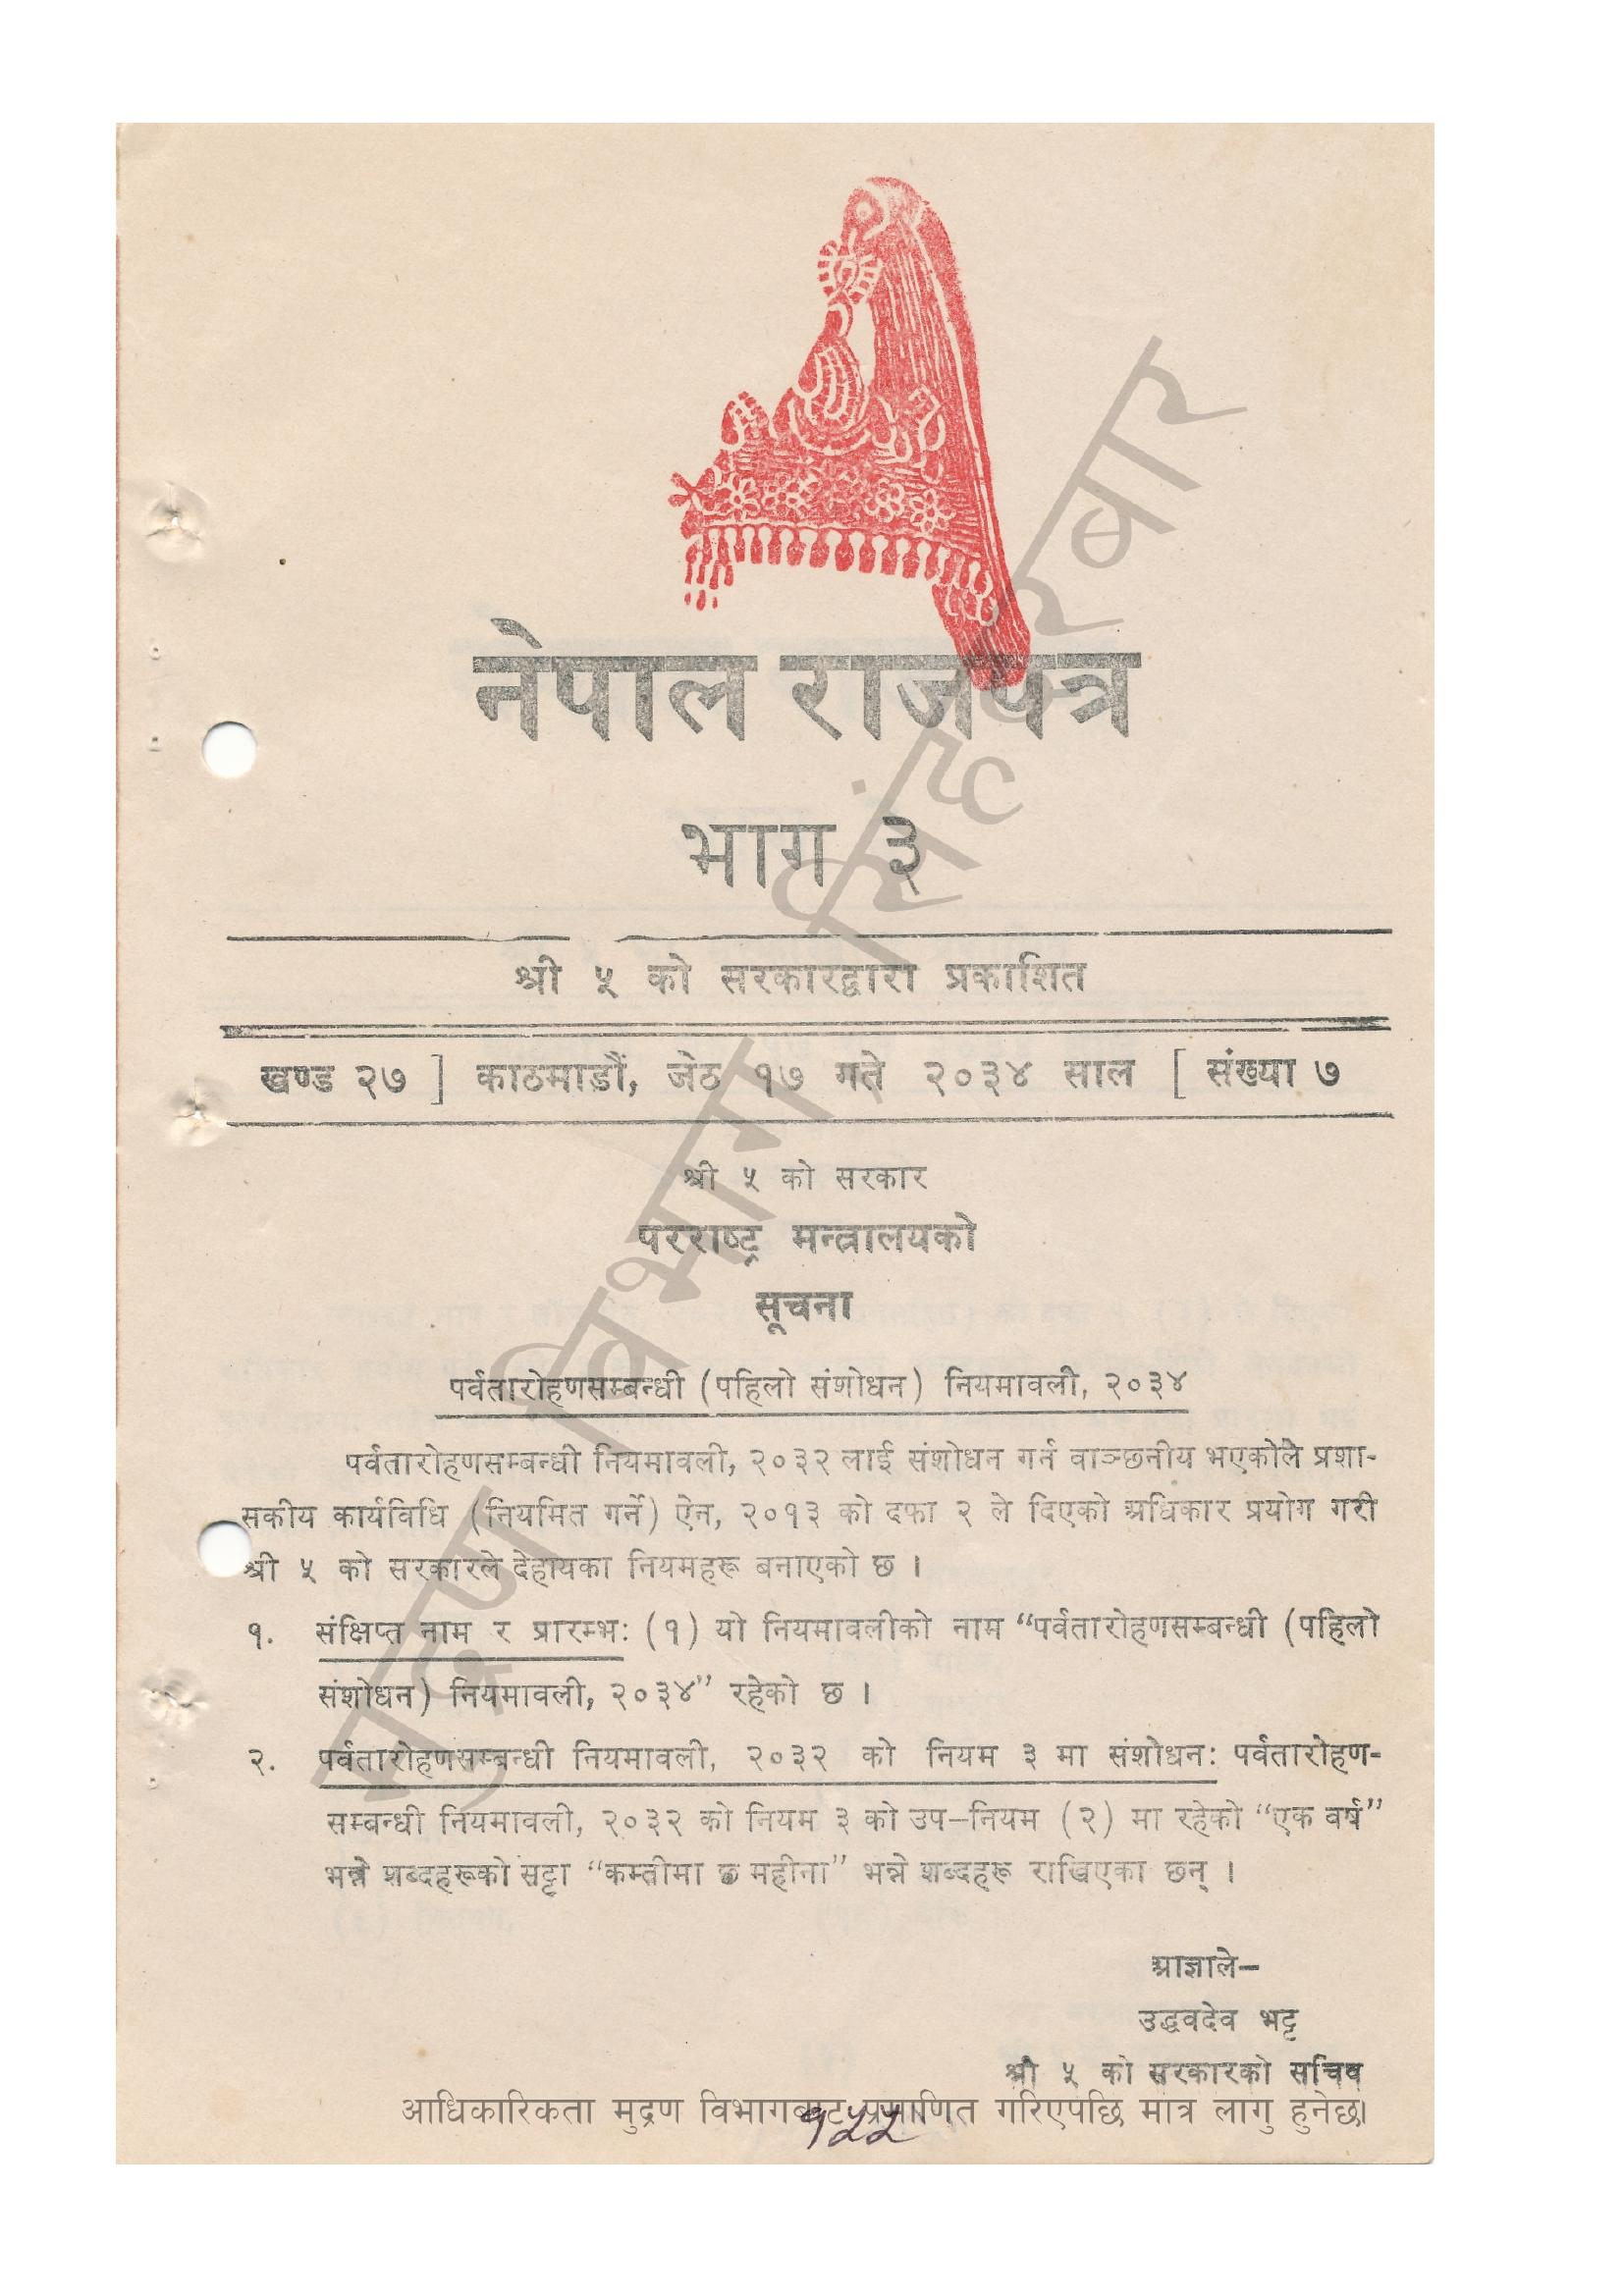 नेपाल राजपत्र
भाग ३
श्री ५ को सरकारद्वारा प्रकाशित
खण्ड २७ ] काठमाडौं, जेठ १७ गते २०३४ साल [ संख्या ७
श्री ५ को सरकार
परराष्ट्र मन्त्रालयको
सूचना
पर्वतारोहणसम्बन्धी (पहिलो संशोधन) नियमावली, २०३४
पर्वतारोहणसम्बन्धी नियमावली, २०३२ लाई संशोधन गर्न वाञ्छनीय भएकोले प्रशा-
सकीय कार्यविधि (नियमित गर्ने) ऐन, २०१३ को दफा २ ले दिएको अधिकार प्रयोग गरी
श्री ५ को सरकारले देहायका नियमहरू बनाएको छ ।
१. संक्षिप्त नाम र प्रारम्भः (१) यो नियमावलीको नाम “पर्वतारोहणसम्बन्धी (पहिलो
संशोधन) नियमावली, २०३४” रहेको छ ।
२. पर्वतारोहणसम्बन्धी नियमावली, २०३२ को नियम ३ मा संशोधनः पर्वतारोहण-
सम्बन्धी नियमावली, २०३२ को नियम ३ को उप–नियम (२) मा रहेको “एक वर्ष”
भन्ने शब्दहरूको सट्टा “कम्तीमा छ महीना” भन्ने शब्दहरू राखिएका छन् ।
आज्ञाले–
उद्धवदेव भट्ट
श्री ५ को सरकारको सचिव
आधिकारिकता मुद्रण विभागबाट प्रमाणित गरिएपछि मात्र लागु हुनेछ।
१५५
मुद्रण विभाग सिंहदरबार